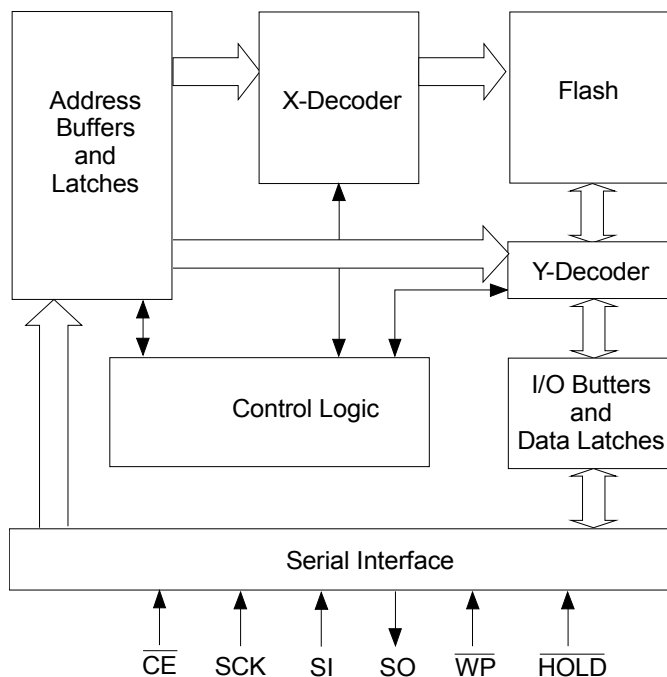 Address
Buffers
and
Latches
X-Decoder
Flash
Y-Decoder
Control Logic
I/O Butters
and
Data Latches
Serial Interface
CE
SCK
SI
SO
WP
HOLD